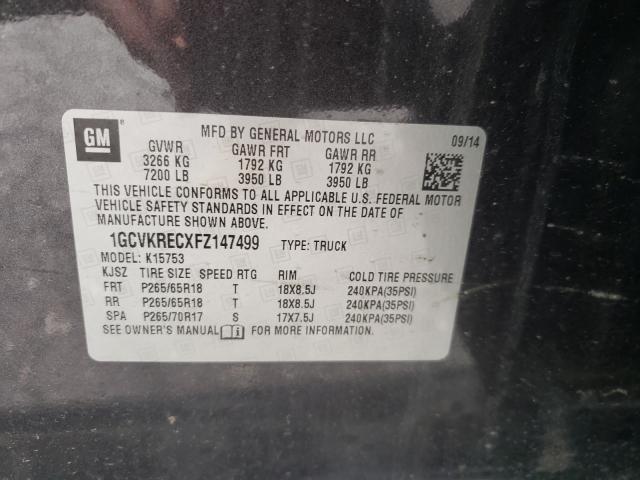 GM
MFD BY GENERAL MOTORS LLC
09/14
GVWR GAWR FRT GAWR RR
3266 KG 1792 KG 1792 KG
7200 LB 3950 LB 3950 LB
THIS VEHICLE CONFORMS TO ALL APPLICABLE U.S. FEDERAL MOTOR
VEHICLE SAFETY STANDARDS IN EFFECT ON THE DATE OF
MANUFACTURE SHOWN ABOVE.
1GCVKRECXFZ147499 TYPE: TRUCK
MODEL: K15753
KJSZ TIRE SIZE SPEED RTG RIM COLD TIRE PRESSURE
FRT P265/65R18 T 18X8.5J 240KPA(35PSI)
RR P265/65R18 T 18X8.5J 240KPA(35PSI)
SPA P265/70R17 S 17X7.5J 240KPA(35PSI)
SEE OWNER'S MANUAL FOR MORE INFORMATION.